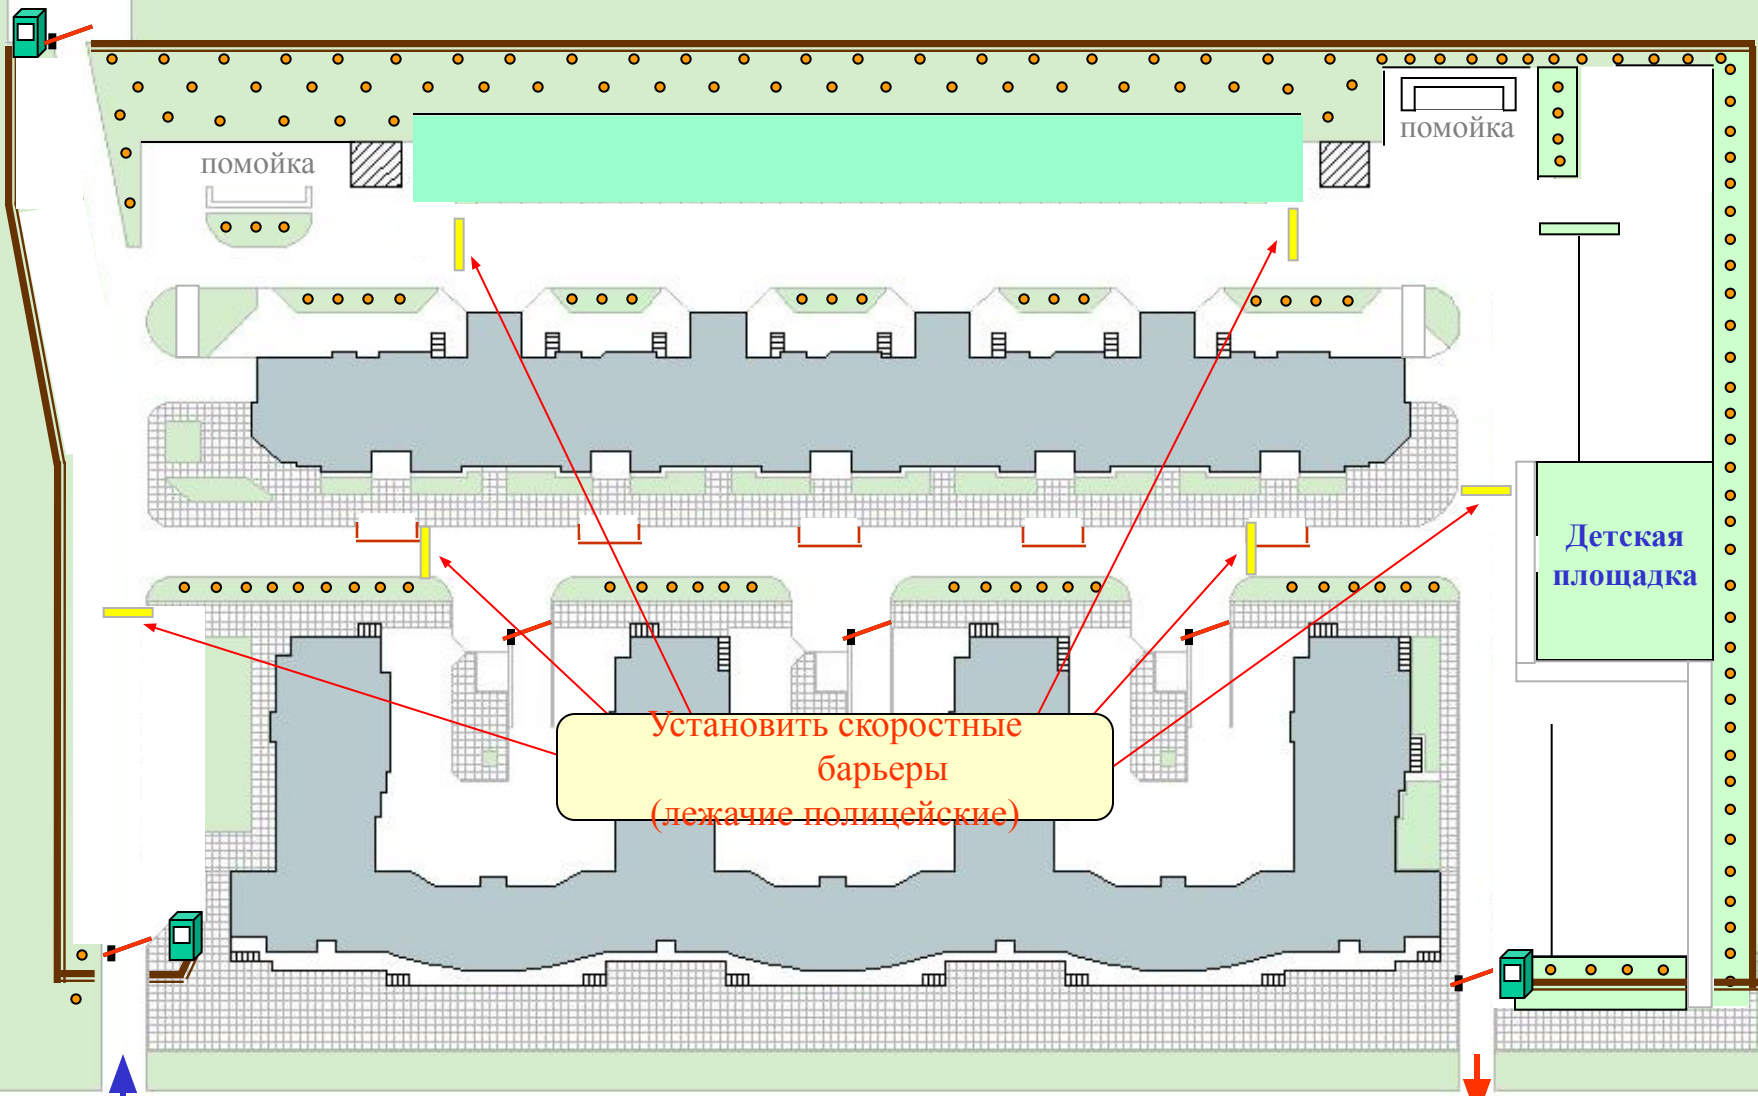 помойка
помойка
Детская
площадка
Установить скоростные
барьеры
(лежачие полицейские)